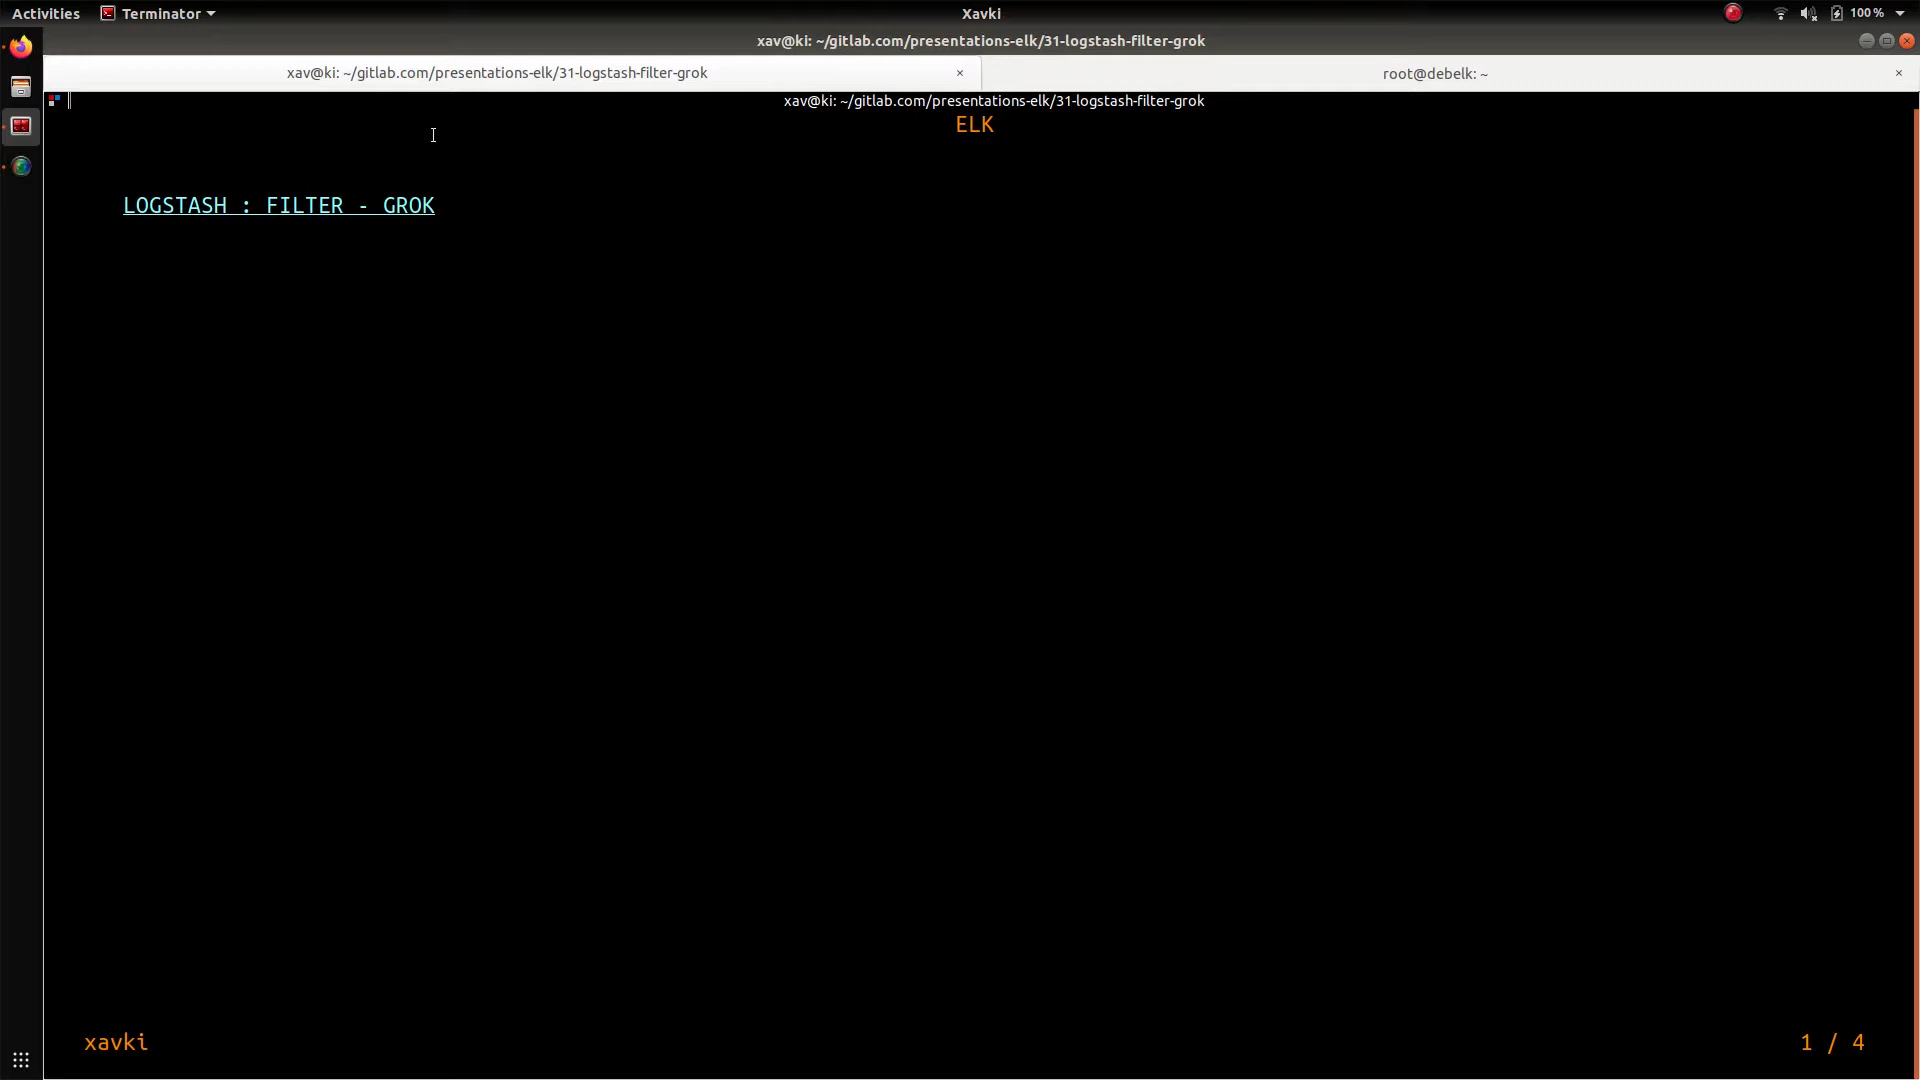 Activities Terminator Xavki 100%
xav@ki: ~/gitlab.com/presentations-elk/31-logstash-filter-grok
xav@ki: ~/gitlab.com/presentations-elk/31-logstash-filter-grok × root@debelk: ~ ×
xav@ki: ~/gitlab.com/presentations-elk/31-logstash-filter-grok
ELK
LOGSTASH : FILTER - GROK
xavki 1 / 4